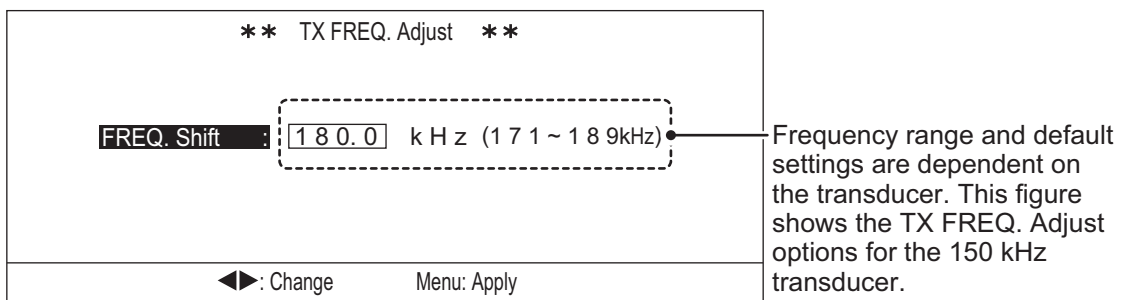 ** TX FREQ. Adjust **
FREQ. Shift : 180.0 kHz (171~189kHz)
Frequency range and default
settings are dependent on
the transducer. This figure
shows the TX FREQ. Adjust
options for the 150 kHz
transducer.
◀▶: Change Menu: Apply